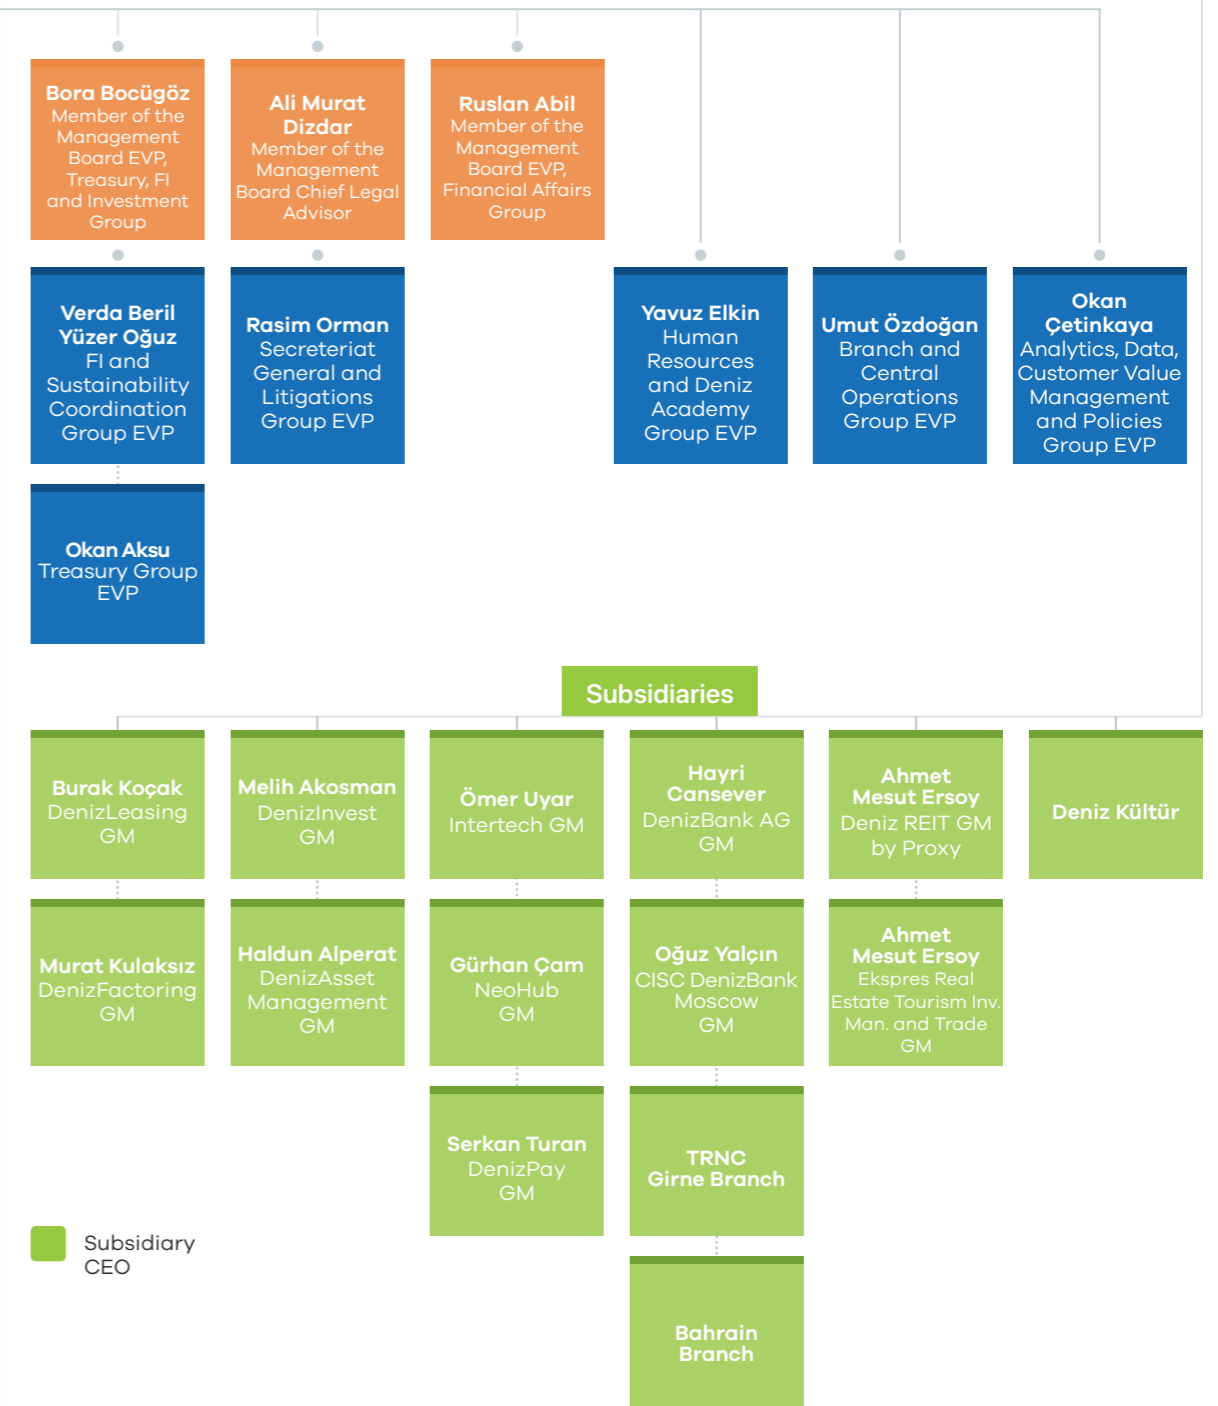 Bora Bocügöz
Member of the
Management
Board EVP,
Treasury, FI
and Investment
Group
Ali Murat
Dizdar
Member of the
Management
Board Chief Legal
Advisor
Ruslan Abil
Member of the
Management
Board EVP,
Financial Affairs
Group
Verda Beril
Yüzer Oğuz
FI and
Sustainability
Coordination
Group EVP
Rasim Orman
Secreteriat
General and
Litigations
Group EVP
Yavuz Elkin
Human
Resources
and Deniz
Academy
Group EVP
Umut Özdoğan
Branch and
Central
Operations
Group EVP
Okan
Çetinkaya
Analytics, Data,
Customer Value
Management
and Policies
Group EVP
Okan Aksu
Treasury Group
EVP
Subsidiaries
Burak Koçak
DenizLeasing
GM
Melih Akosman
DenizInvest
GM
Ömer Uyar
Intertech GM
Hayri
Cansever
DenizBank AG
GM
Ahmet
Mesut Ersoy
Deniz REIT GM
by Proxy
Deniz Kültür
Murat Kulaksız
DenizFactoring
GM
Haldun Alperat
DenizAsset
Management
GM
Gürhan Çam
NeoHub
GM
Oğuz Yalçın
CISC DenizBank
Moscow
GM
Ahmet
Mesut Ersoy
Ekspres Real
Estate Tourism Inv.
Man. and Trade
GM
Serkan Turan
DenizPay
GM
TRNC
Girne Branch
Subsidiary
CEO
Bahrain
Branch